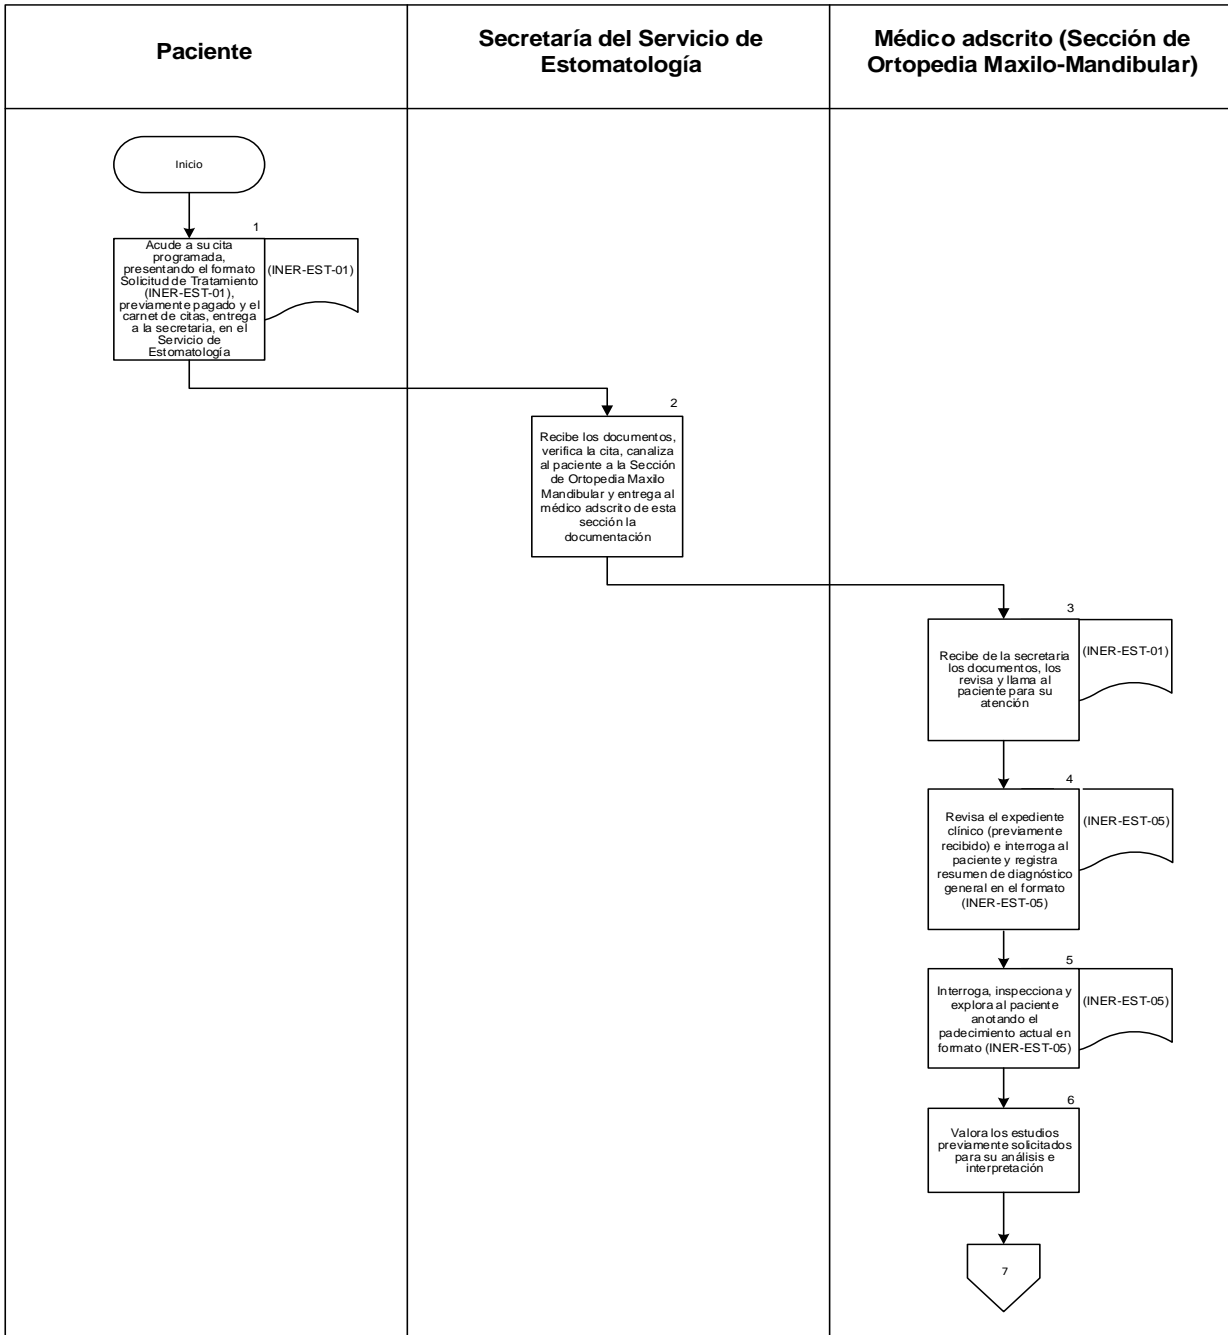 Paciente
Secretaría del Servicio de
Estomatología
Médico adscrito (Sección de
Ortopedia Maxilo-Mandibular)
Inicio
1
Acude a su cita
programada,
presentando el formato
Solicitud de Tratamiento
(INER-EST-01),
previamente pagado y el
carnet de citas, entrega
a la secretaria, en el
Servicio de
Estomatología
(INER-EST-01)
2
Recibe los documentos,
verifica la cita, canaliza
al paciente a la Sección
de Ortopedia Maxilo
Mandibular y entrega al
médico adscrito de esta
sección la
documentación
3
Recibe de la secretaria
los documentos, los
revisa y llama al
paciente para su
atención
(INER-EST-01)
4
Revisa el expediente
clínico (previamente
recibido) e interroga al
paciente y registra
resumen de diagnóstico
general en el formato
(INER-EST-05)
(INER-EST-05)
5
Interroga, inspecciona y
explora al paciente
anotando el
padecimiento actual en
formato (INER-EST-05)
(INER-EST-05)
6
Valora los estudios
previamente solicitados
para su análisis e
interpretación
7